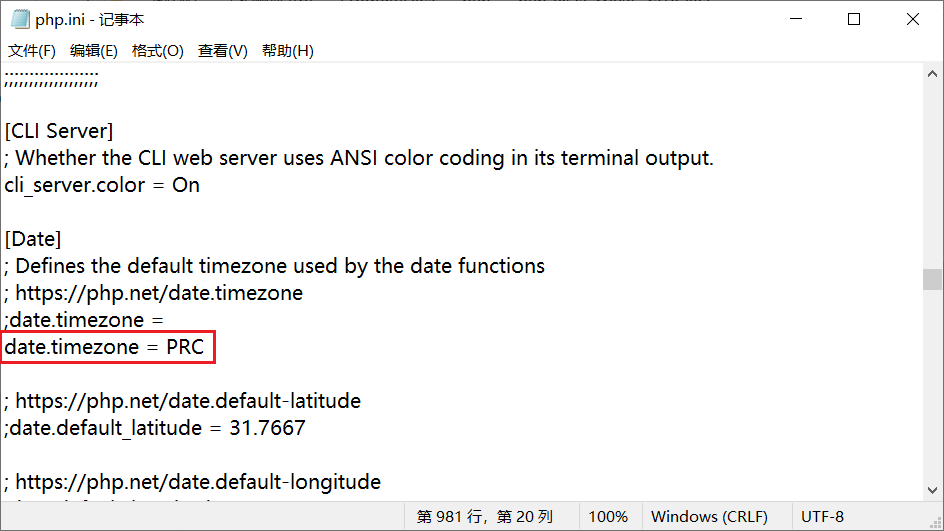 php.ini - 记事本
文件(F) 编辑(E) 格式(O) 查看(V) 帮助(H)
;;;;;;;;;;;;;;;;;;;
[CLI Server]
; Whether the CLI web server uses ANSI color coding in its terminal output.
cli_server.color = On
[Date]
; Defines the default timezone used by the date functions
; https://php.net/date.timezone
;date.timezone =
date.timezone = PRC
; https://php.net/date.default-latitude
;date.default_latitude = 31.7667
; https://php.net/date.default-longitude
第 981 行，第 20 列 100% Windows (CRLF) UTF-8